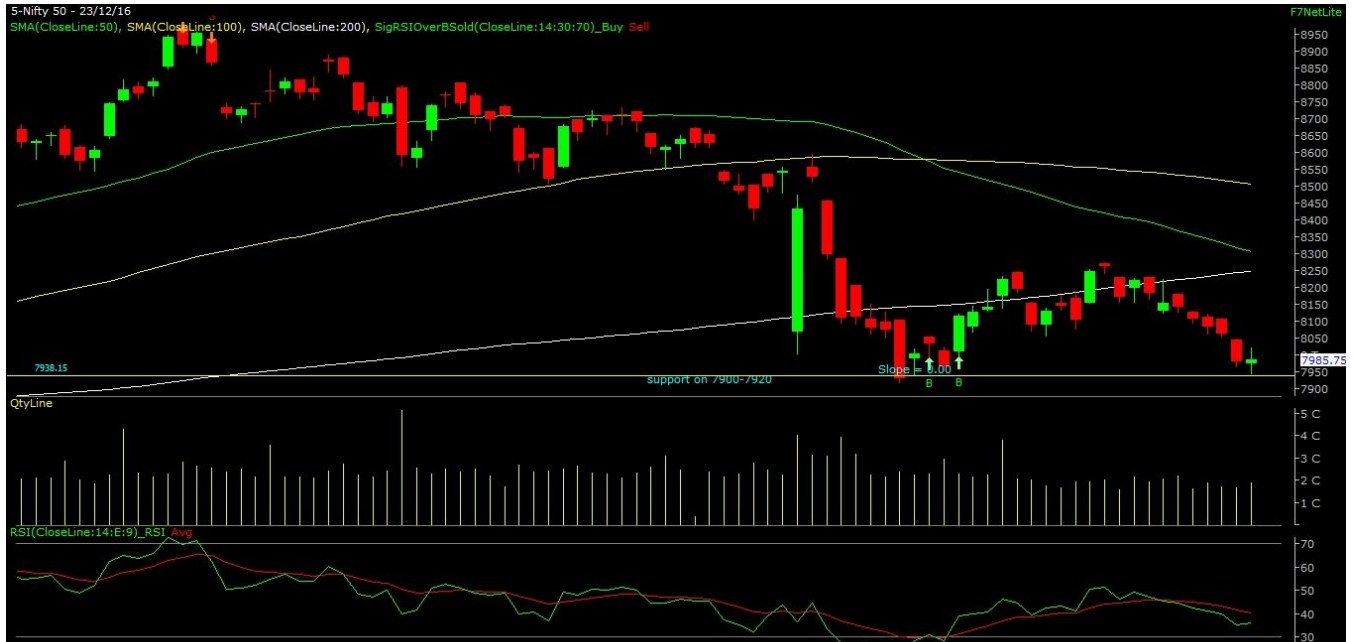 5-Nifty 50 - 23/12/16 F7NetLite
SMA(CloseLine:50), SMA(CloseLine:100), SMA(CloseLine:200), SigRSIOverBSold(CloseLine:14:30:70)_Buy Sell
8950
8900
8850
8800
8750
8700
8650
8600
8550
8500
8450
8400
8350
8300
8250
8200
8150
8100
8050
7985.75
7950
7900
7938.15
Slope = 0.00
support on 7900-7920
B B
QtyLine
5 C
4 C
3 C
2 C
1 C
RSI(CloseLine:14:E:9)_RSI Avg
70
60
50
40
30